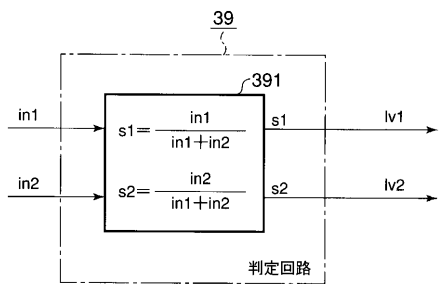 39
391
in1
s1= in1 / in1+in2
s1
lv1
in2
s2= in2 / in1+in2
s2
lv2
判定回路